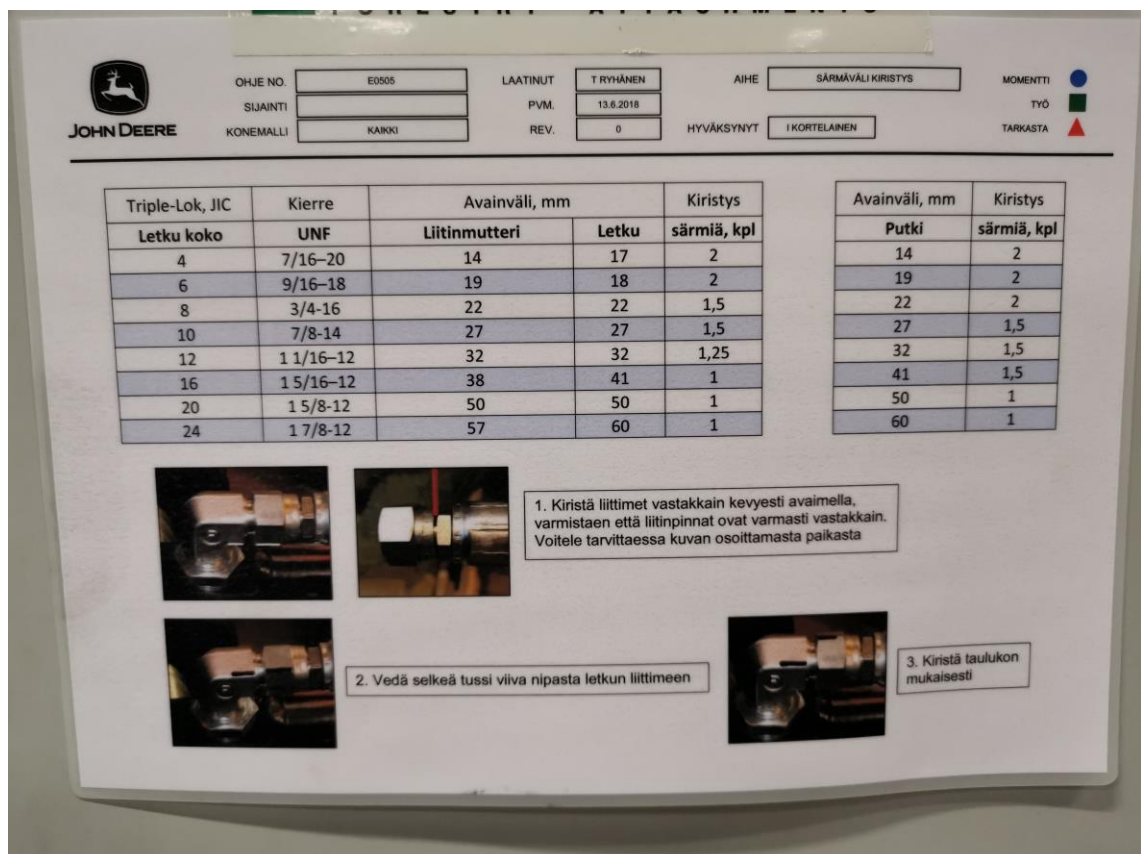 FORESTRY ATTACHMENTS
JOHN DEERE
OHJE NO. E0505 LAATINUT T RYHÄNEN AIHE SÄRMÄVÄLI KIRISTYS MOMENTTI
SIJAINTI PVM. 13.6.2018 TYÖ
KONEMALLI KAIKKI REV. 0 HYVÄKSYNYT I KORTELAINEN TARKASTA
Triple-Lok, JIC Kierre Avainväli, mm Kiristys Avainväli, mm Kiristys
Letku koko UNF Liitinmutteri Letku särmiä, kpl Putki särmiä, kpl
4 7/16–20 14 17 2 14 2
6 9/16–18 19 18 2 19 2
8 3/4-16 22 22 1,5 22 2
10 7/8-14 27 27 1,5 27 1,5
12 1 1/16–12 32 32 1,25 32 1,5
16 1 5/16–12 38 41 1 41 1,5
20 1 5/8-12 50 50 1 50 1
24 1 7/8-12 57 60 1 60 1
1. Kiristä liittimet vastakkain kevyesti avaimella,
varmistaen että liitinpinnat ovat varmasti vastakkain.
Voitele tarvittaessa kuvan osoittamasta paikasta
2. Vedä selkeä tussi viiva nipasta letkun liittimeen
3. Kiristä taulukon
mukaisesti